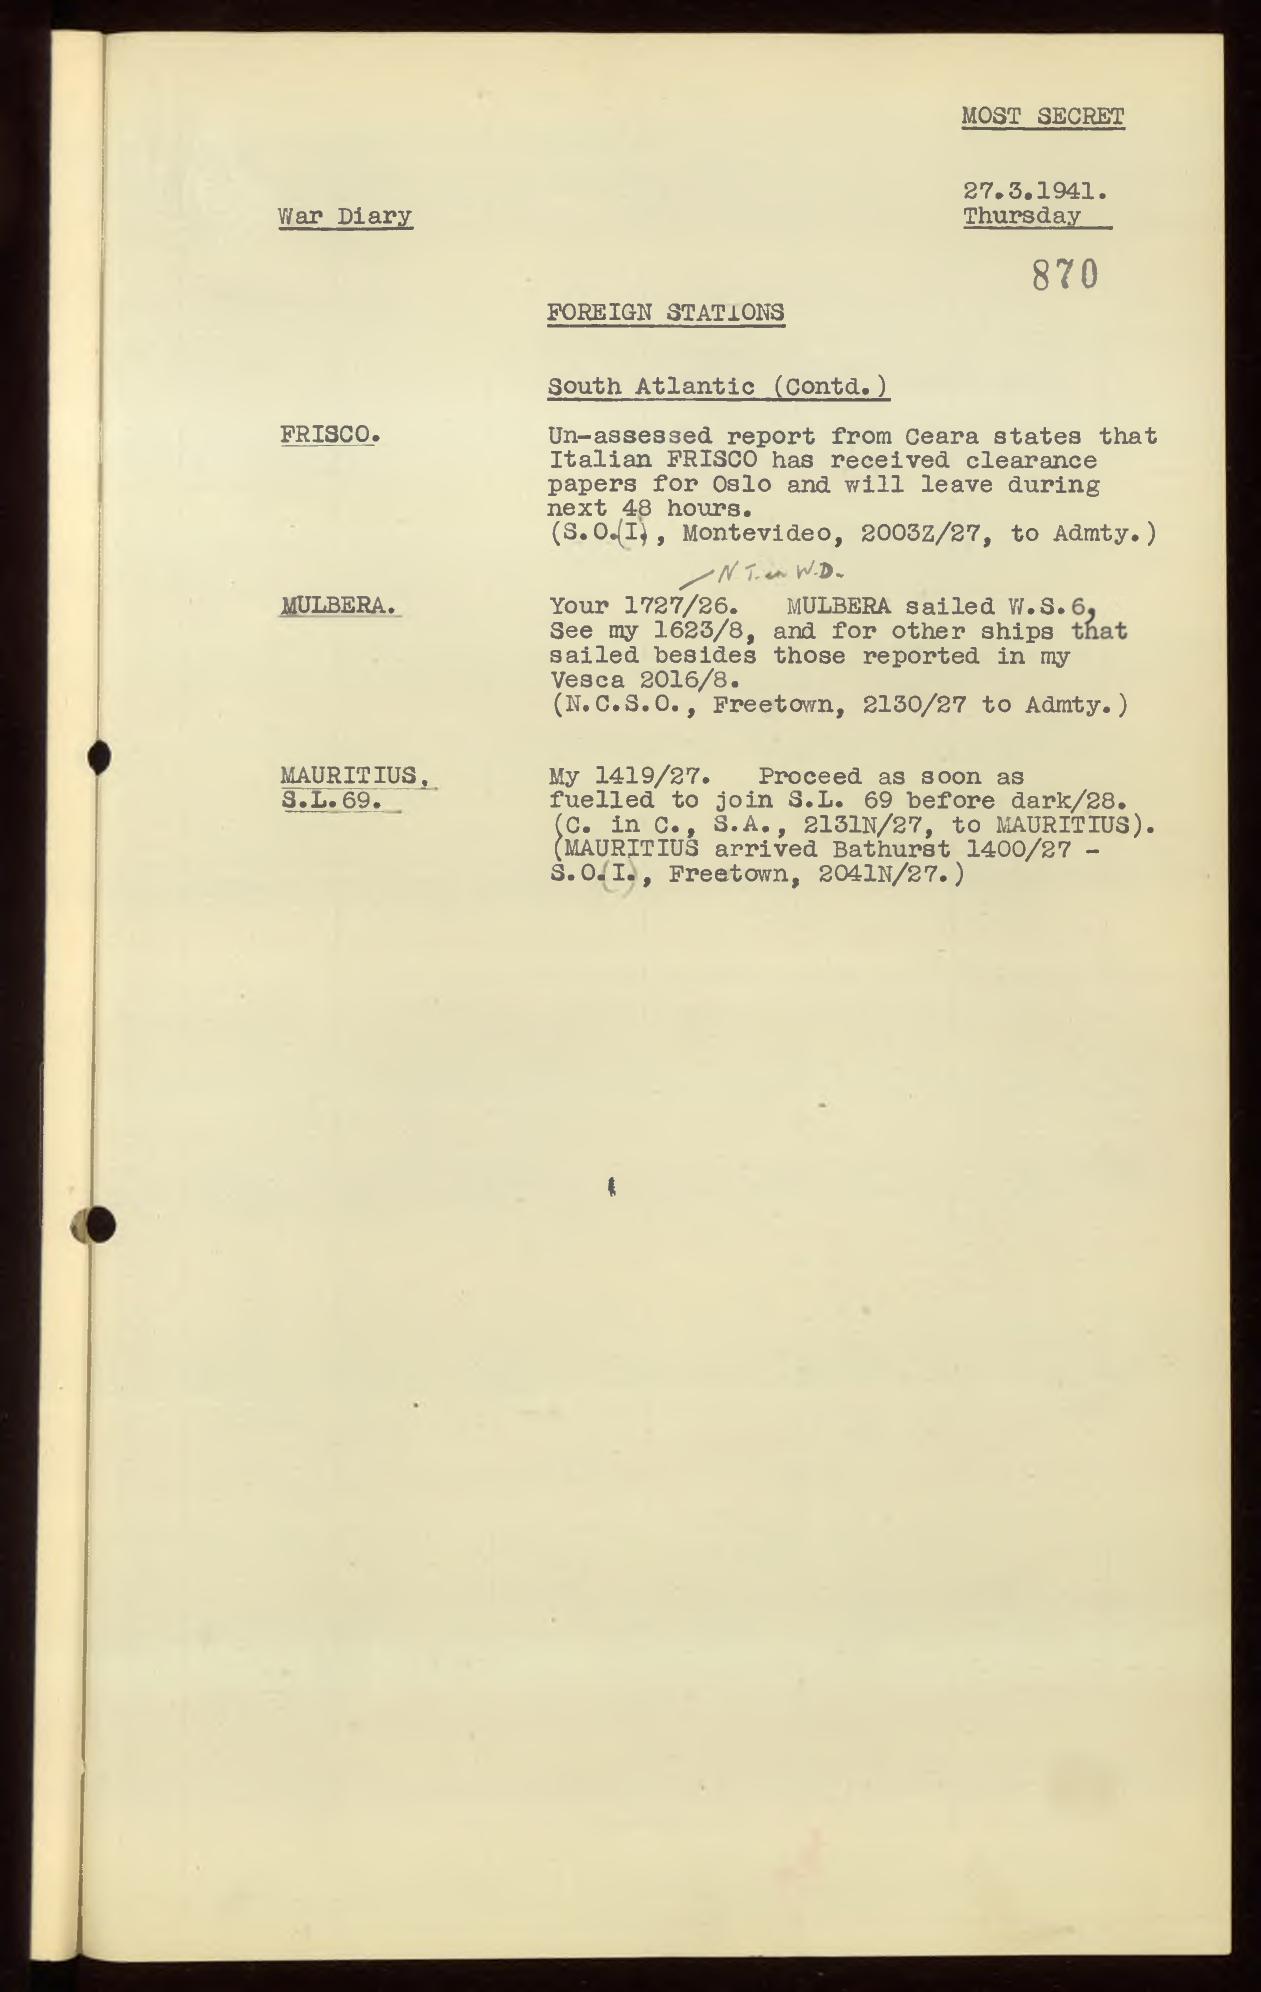 MOST SECRET
27.3.1941.
War Diary
Thursday
870
FOREIGN STATIONS
South Atlantic (Contd.)
FRISCO.
Un-assessed report from Ceara states that
Italian FRISCO has received clearance
papers for Oslo and will leave during
next 48 hours.
(S.O.(I), Montevideo, 2003Z/27, to Admty.)
N.T. in W.D.
MULBERA.
Your 1727/26. MULBERA sailed W.S.6,
See my 1623/8, and for other ships that
sailed besides those reported in my
Vesca 2016/8.
(N.C.S.O., Freetown, 2130/27 to Admty.)
MAURITIUS,
S.L.69.
My 1419/27. Proceed as soon as
fuelled to join S.L. 69 before dark/28.
(C. in C., S.A., 2131N/27, to MAURITIUS).
(MAURITIUS arrived Bathurst 1400/27 -
S.O.(I.), Freetown, 2041N/27.)